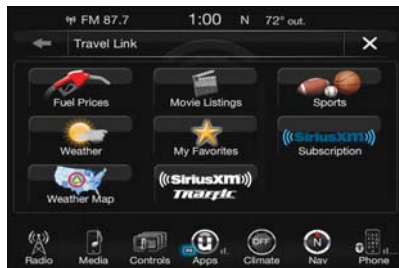 FM 87.7 1:00 N 72° out.
Travel Link
Fuel Prices Movie Listings Sports
Weather My Favorites ((SiriusXM)) Subscription
Weather Map ((SiriusXM)) Traffic
OFF N
Radio Media Controls Apps Climate Nav Phone